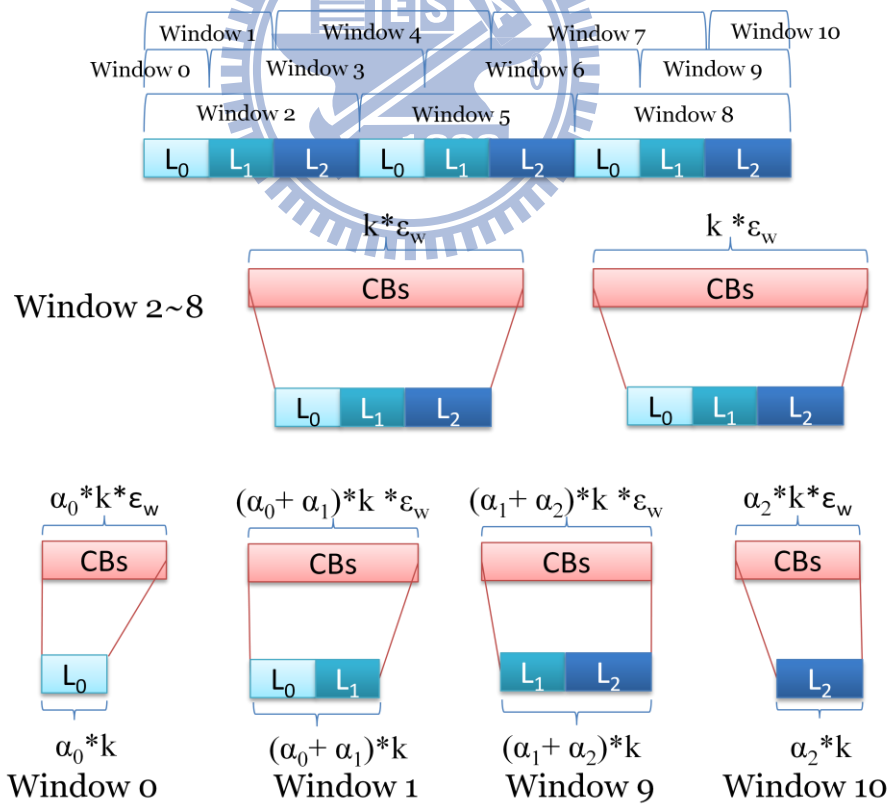 ES
Window 1 Window 4 Window 7 Window 10
Window 0 Window 3 Window 6 Window 9
Window 2 Window 5 Window 8
1896
L₀ L₁ L₂ L₀ L₁ L₂ L₀ L₁ L₂
k*εw k *εw
CBs CBs
Window 2~8
L₀ L₁ L₂ L₀ L₁ L₂
α₀*k*εw (α₀+ α₁)*k *εw (α₁+ α₂)*k *εw α₂*k*εw
CBs CBs CBs CBs
L₀ L₀ L₁ L₁ L₂ L₂
α₀*k (α₀+ α₁)*k (α₁+ α₂)*k α₂*k
Window 0 Window 1 Window 9 Window 10